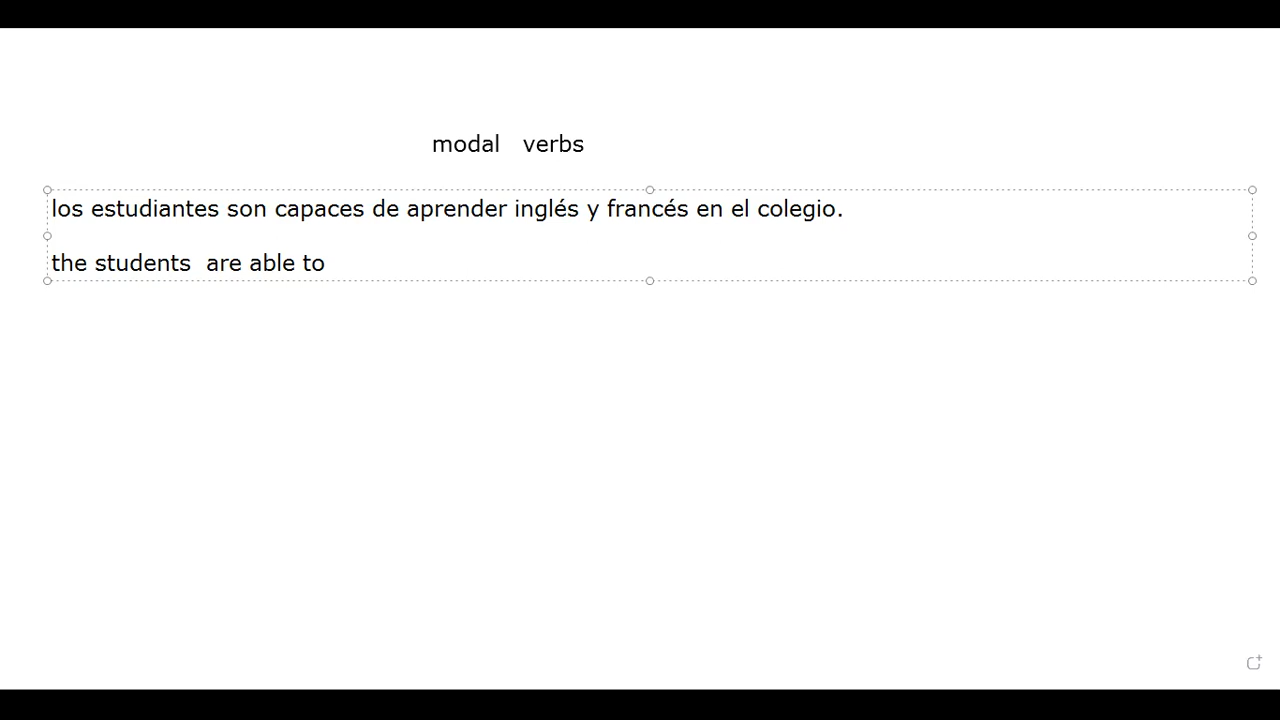 modal verbs
los estudiantes son capaces de aprender inglés y francés en el colegio.
the students are able to